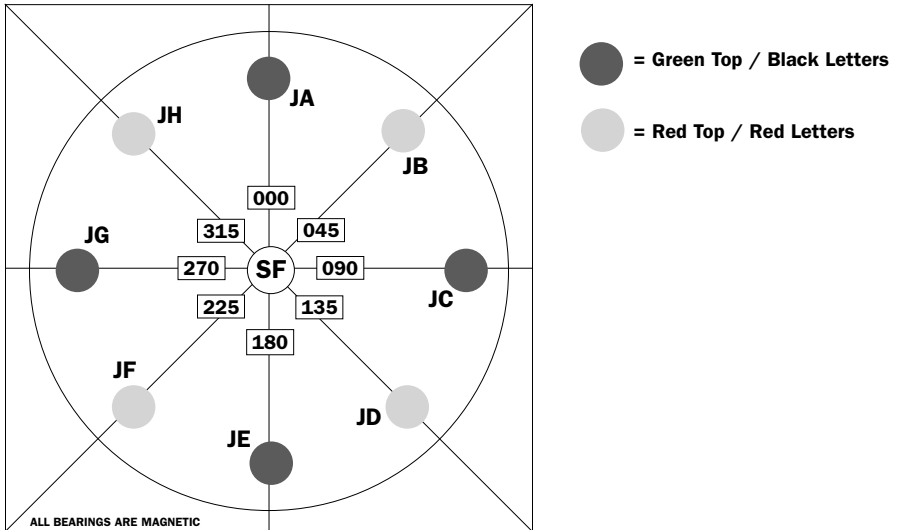 = Green Top / Black Letters
JA
JH
= Red Top / Red Letters
JB
000
315
045
JG
270
SF
090
JC
225
135
180
JF
JD
JE
ALL BEARINGS ARE MAGNETIC